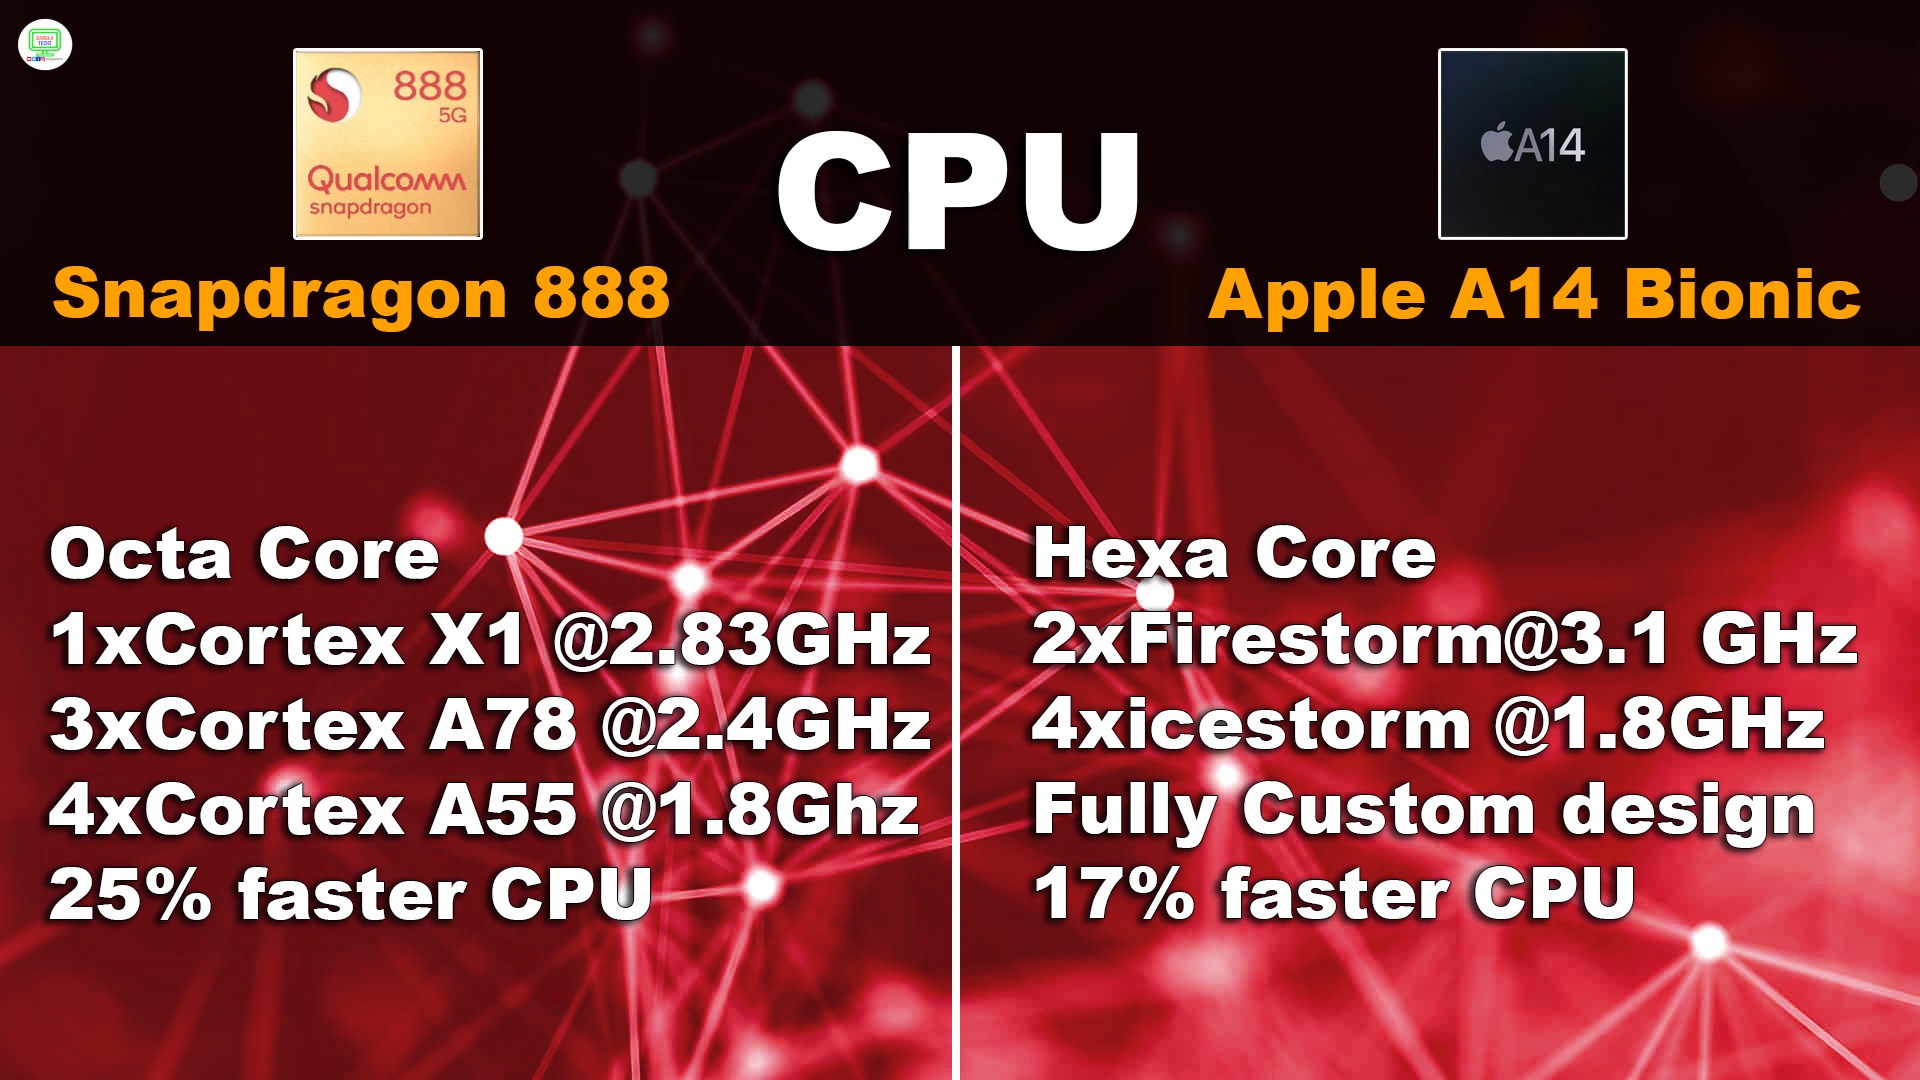 BANGLA
TECHZ
888
5G
Qualcomm
snapdragon
CPU
A14
Snapdragon 888
Apple A14 Bionic
Octa Core
1xCortex X1 @2.83GHz
3xCortex A78 @2.4GHz
4xCortex A55 @1.8Ghz
25% faster CPU
Hexa Core
2xFirestorm@3.1 GHz
4xicestorm @1.8GHz
Fully Custom design
17% faster CPU